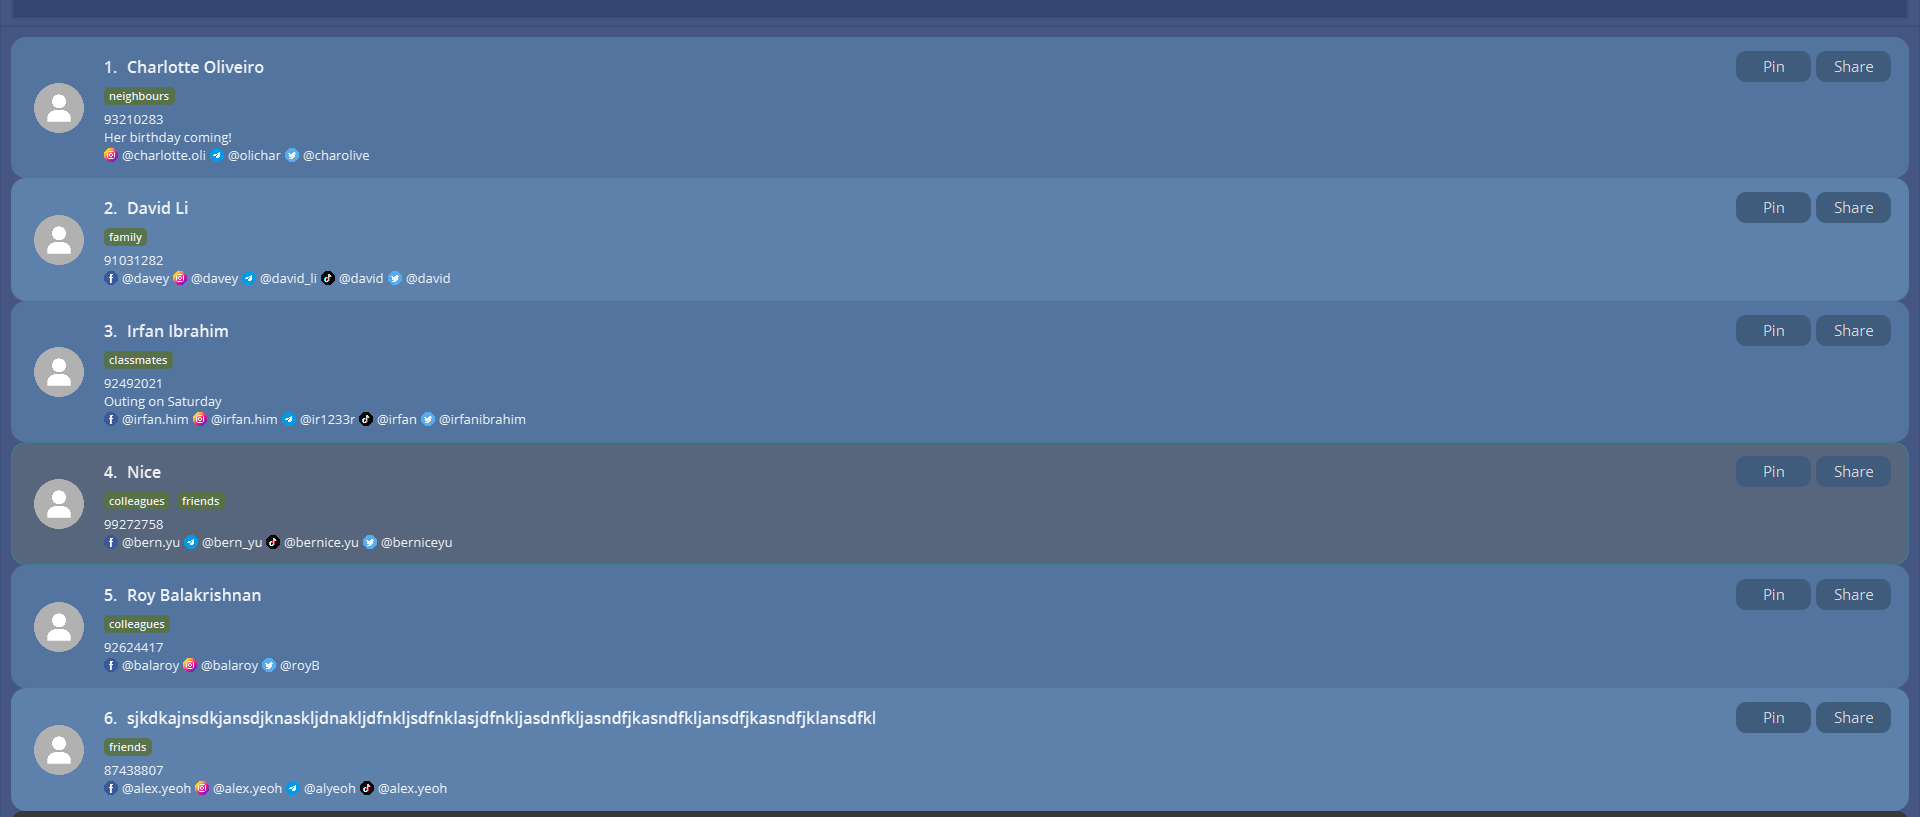 1. Charlotte Oliveiro
Pin Share
neighbours
93210283
Her birthday coming!
@charlotte.oli @olichar @charolive
2. David Li
Pin Share
family
91031282
@davey @davey @david_li @david @david
3. Irfan Ibrahim
Pin Share
classmates
92492021
Outing on Saturday
@irfan.him @irfan.him @ir1233r @irfan @irfanibrahim
4. Nice
Pin Share
colleagues friends
99272758
@bern.yu @bern_yu @bernice.yu @berniceyu
5. Roy Balakrishnan
Pin Share
colleagues
92624417
@balaroy @balaroy @royB
6. sjkdkajnsdkjansdjknaskljdnakljdfnkljsdfnklasjdfnkljasdnfkljasndfjkasndfkljansdfjkasndfjklansdfkl
Pin Share
friends
87438807
@alex.yeoh @alex.yeoh @alyeoh @alex.yeoh